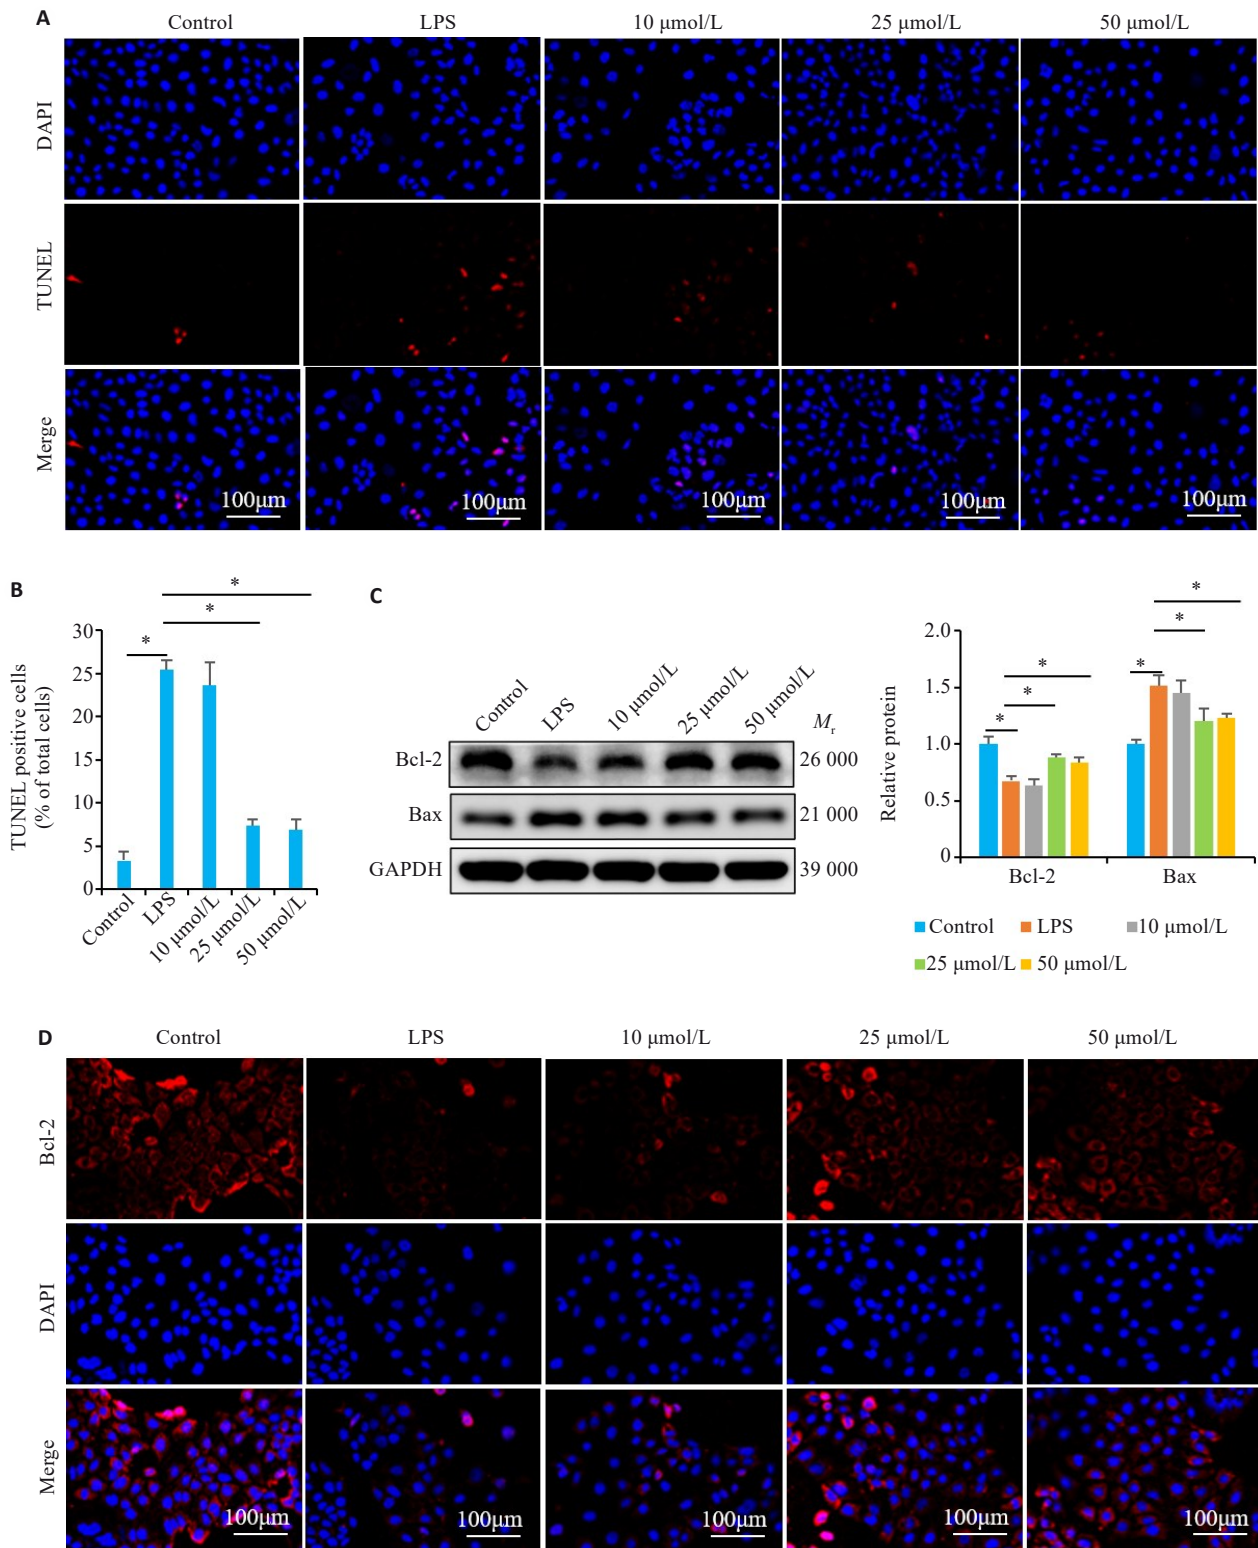 A
Control LPS 10 μmol/L 25 μmol/L 50 μmol/L
DAPI
TUNEL
Merge
100μm 100μm 100μm 100μm 100μm
B
* * *
TUNEL positive cells
(% of total cells)
30
25
20
15
10
5
0
Control LPS 10 μmol/L 25 μmol/L 50 μmol/L
C
Control LPS 10 μmol/L 25 μmol/L 50 μmol/L Mr
Bcl-2 26 000
Bax 21 000
GAPDH 39 000
Relative protein
2.0
1.5
1.0
0.5
0
* * * * * *
Bcl-2 Bax
Control LPS 10 μmol/L
25 μmol/L 50 μmol/L
D
Control LPS 10 μmol/L 25 μmol/L 50 μmol/L
Bcl-2
DAPI
Merge
100μm 100μm 100μm 100μm 100μm